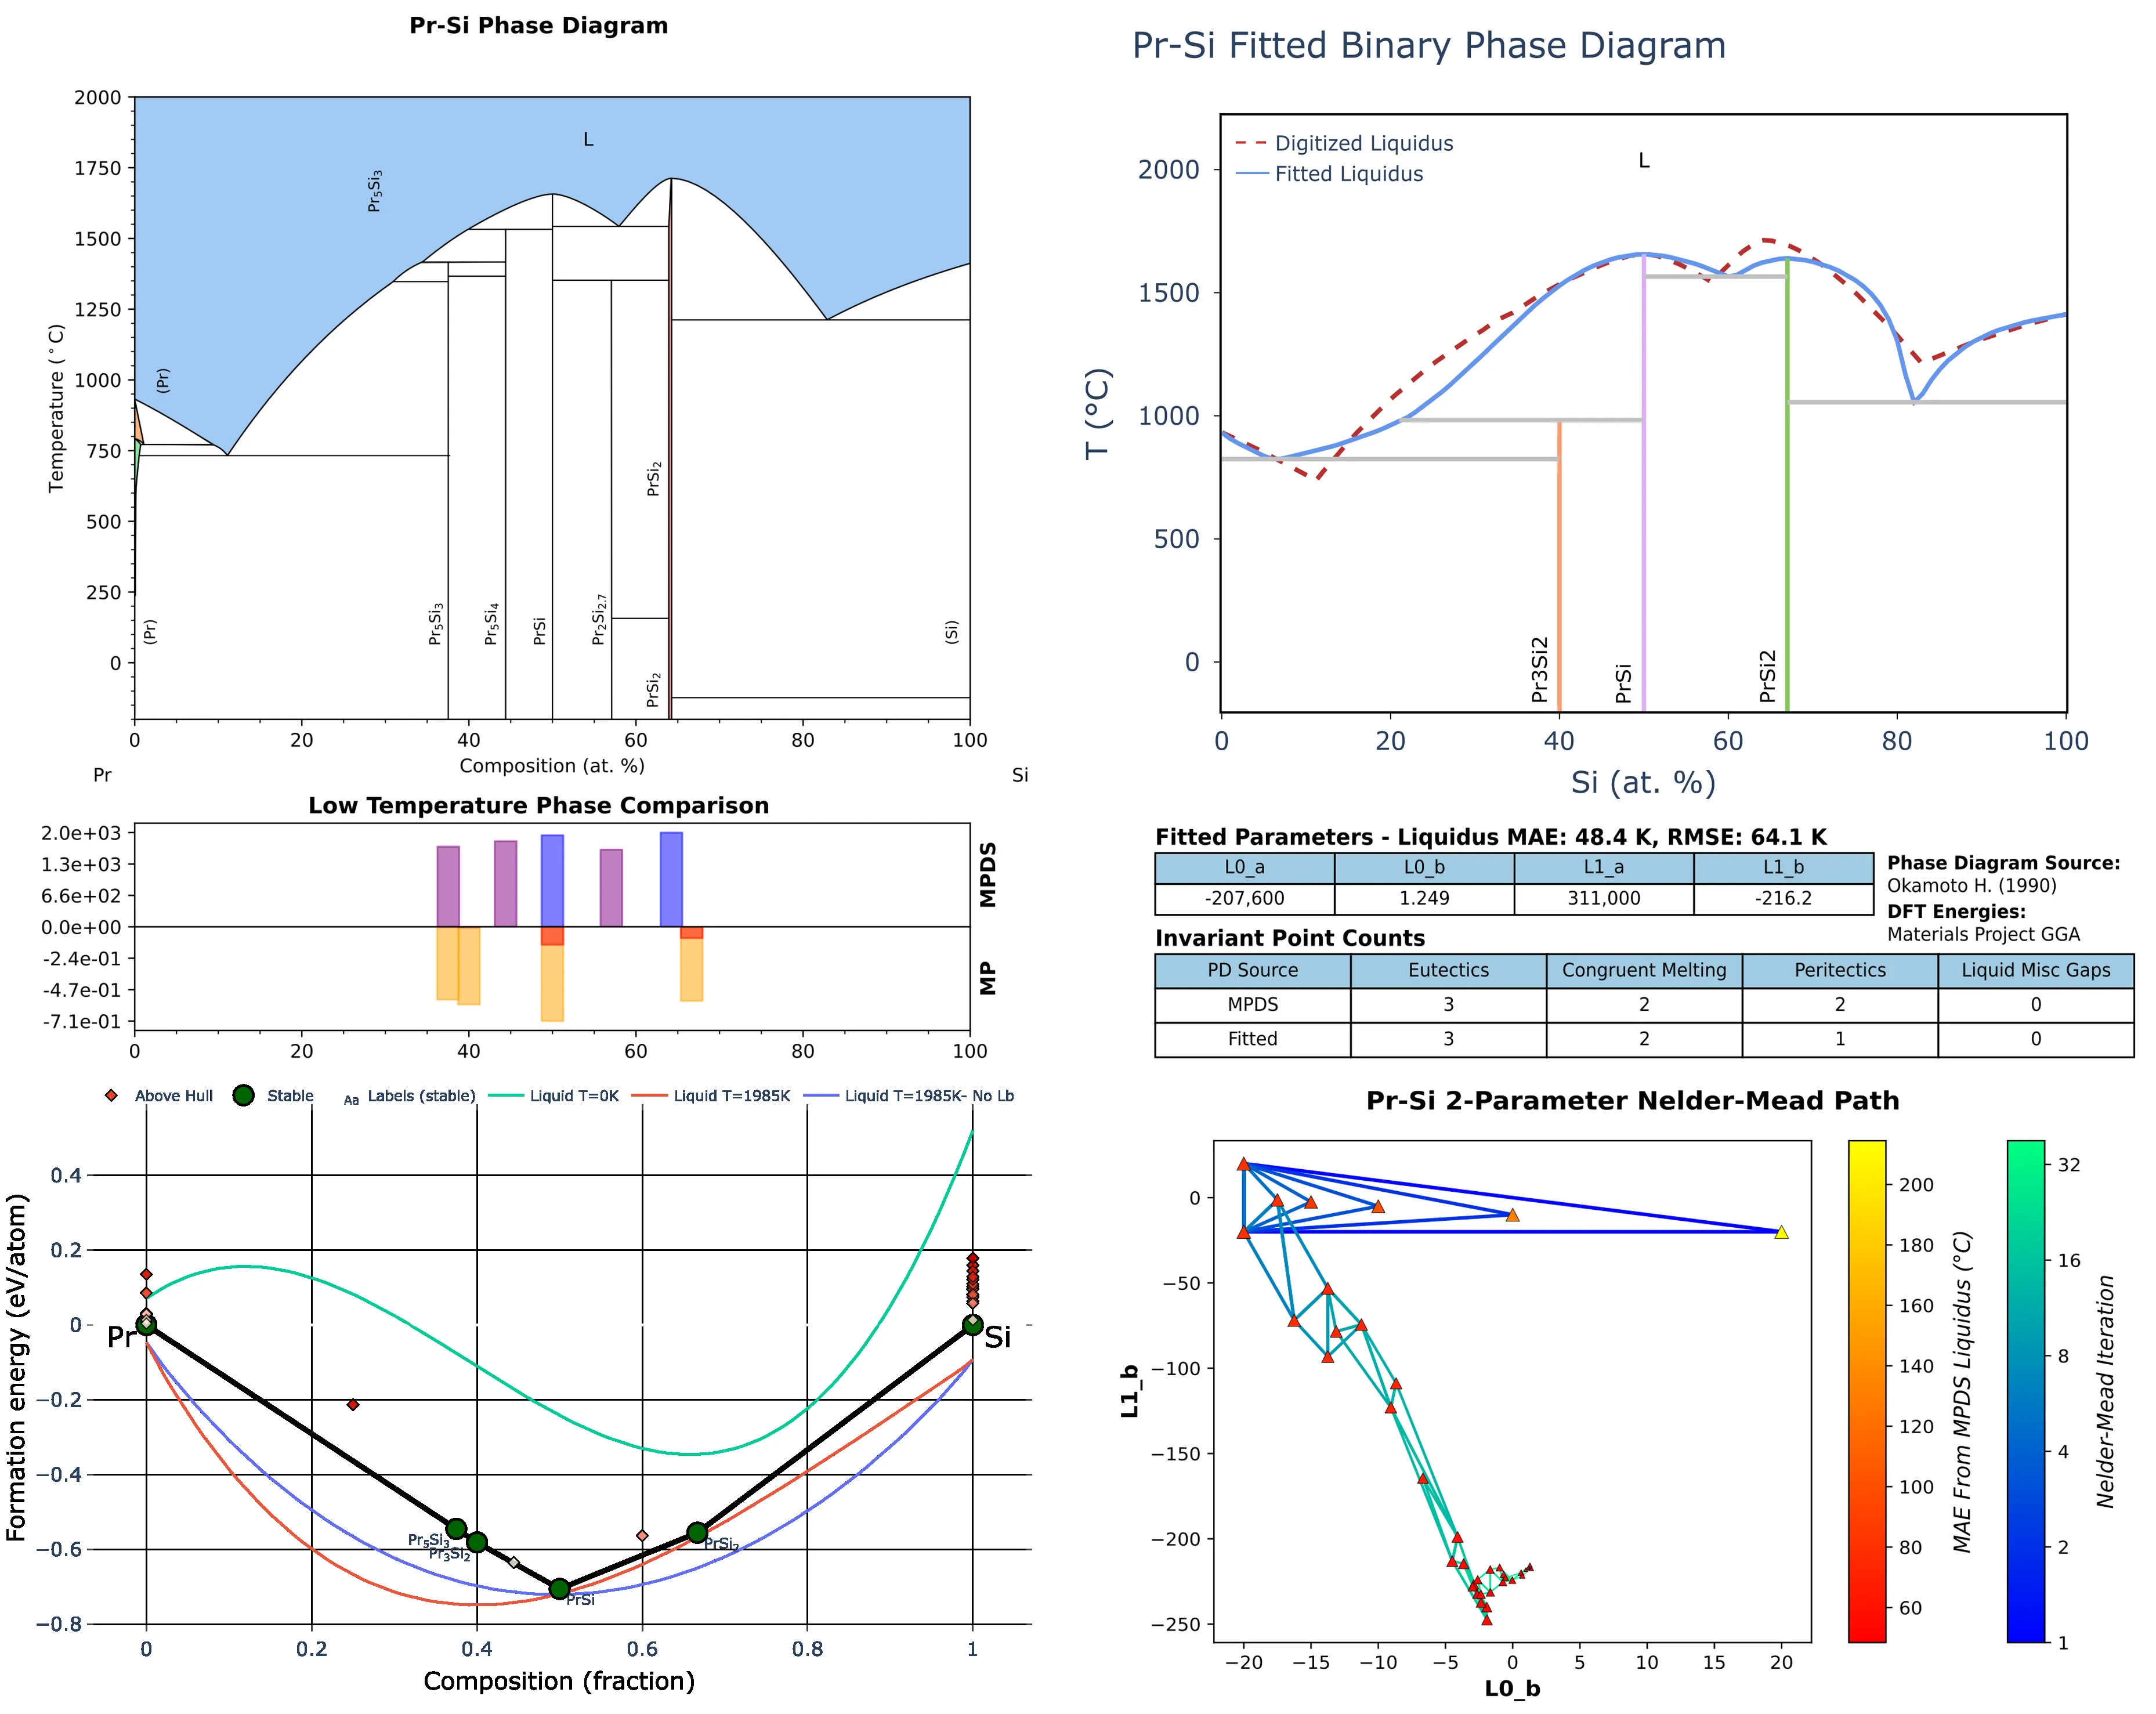 Pr-Si Phase Diagram
2000
1750
1500
1250
1000
750
500
250
0
Temperature (°C)
L
Pr5Si3
(Pr)
(Pr)
Pr5Si3
Pr5Si4
PrSi
Pr2Si2.7
PrSi2
PrSi2
(Si)
0 20 40 60 80 100
Composition (at. %)
Pr Si
Pr-Si Fitted Binary Phase Diagram
Digitized Liquidus
Fitted Liquidus
L
2000
1500
1000
500
0
T (°C)
Pr3Si2
PrSi
PrSi2
0 20 40 60 80 100
Si (at. %)
Low Temperature Phase Comparison
2.0e+03
1.3e+03
6.6e+02
0.0e+00
-2.4e-01
-4.7e-01
-7.1e-01
MPDS
MP
0 20 40 60 80 100
Fitted Parameters - Liquidus MAE: 48.4 K, RMSE: 64.1 K
L0_a L0_b L1_a L1_b
-207,600 1.249 311,000 -216.2
Phase Diagram Source:
Okamoto H. (1990)
DFT Energies:
Materials Project GGA
Invariant Point Counts
PD Source Eutectics Congruent Melting Peritectics Liquid Misc Gaps
MPDS 3 2 2 0
Fitted 3 2 1 0
Above Hull Stable Aa Labels (stable) Liquid T=0K Liquid T=1985K Liquid T=1985K- No Lb
0.4
0.2
0
−0.2
−0.4
−0.6
−0.8
Formation energy (eV/atom)
Pr
Si
Pr5Si3
Pr3Si2
PrSi
PrSi2
0 0.2 0.4 0.6 0.8 1
Composition (fraction)
Pr-Si 2-Parameter Nelder-Mead Path
0
−50
−100
−150
−200
−250
L1_b
−20 −15 −10 −5 0 5 10 15 20
L0_b
200
180
160
140
120
100
80
60
MAE From MPDS Liquidus (°C)
32
16
8
4
2
1
Nelder-Mead Iteration